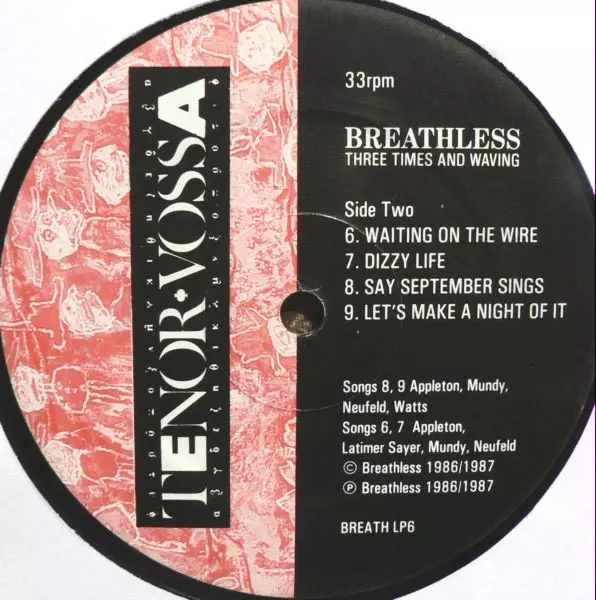 TENOR·VOSSA
33rpm
BREATHLESS
THREE TIMES AND WAVING
Side Two
6. WAITING ON THE WIRE
7. DIZZY LIFE
8. SAY SEPTEMBER SINGS
9. LET'S MAKE A NIGHT OF IT
Songs 8, 9 Appleton, Mundy,
Neufeld, Watts
Songs 6, 7 Appleton,
Latimer Sayer, Mundy, Neufeld
© Breathless 1986/1987
℗ Breathless 1986/1987
BREATH LP6